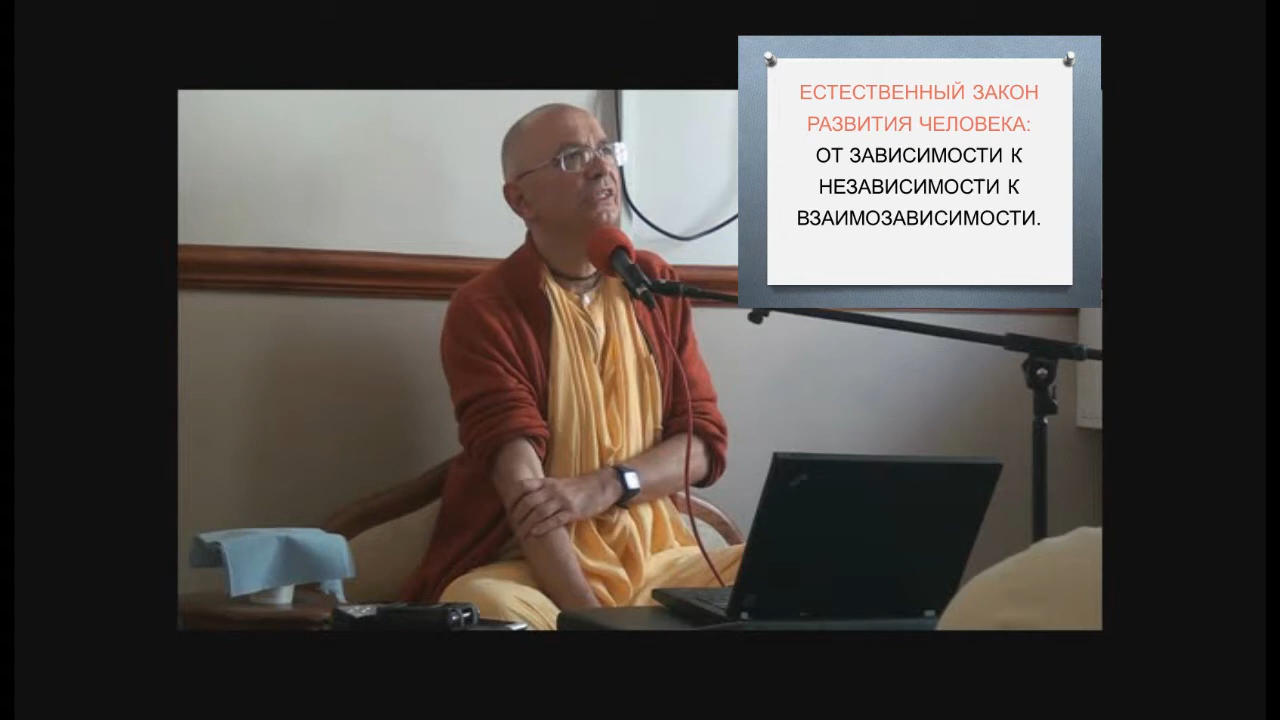 ЕСТЕСТВЕННЫЙ ЗАКОН
РАЗВИТИЯ ЧЕЛОВЕКА:
ОТ ЗАВИСИМОСТИ К
НЕЗАВИСИМОСТИ К
ВЗАИМОЗАВИСИМОСТИ.